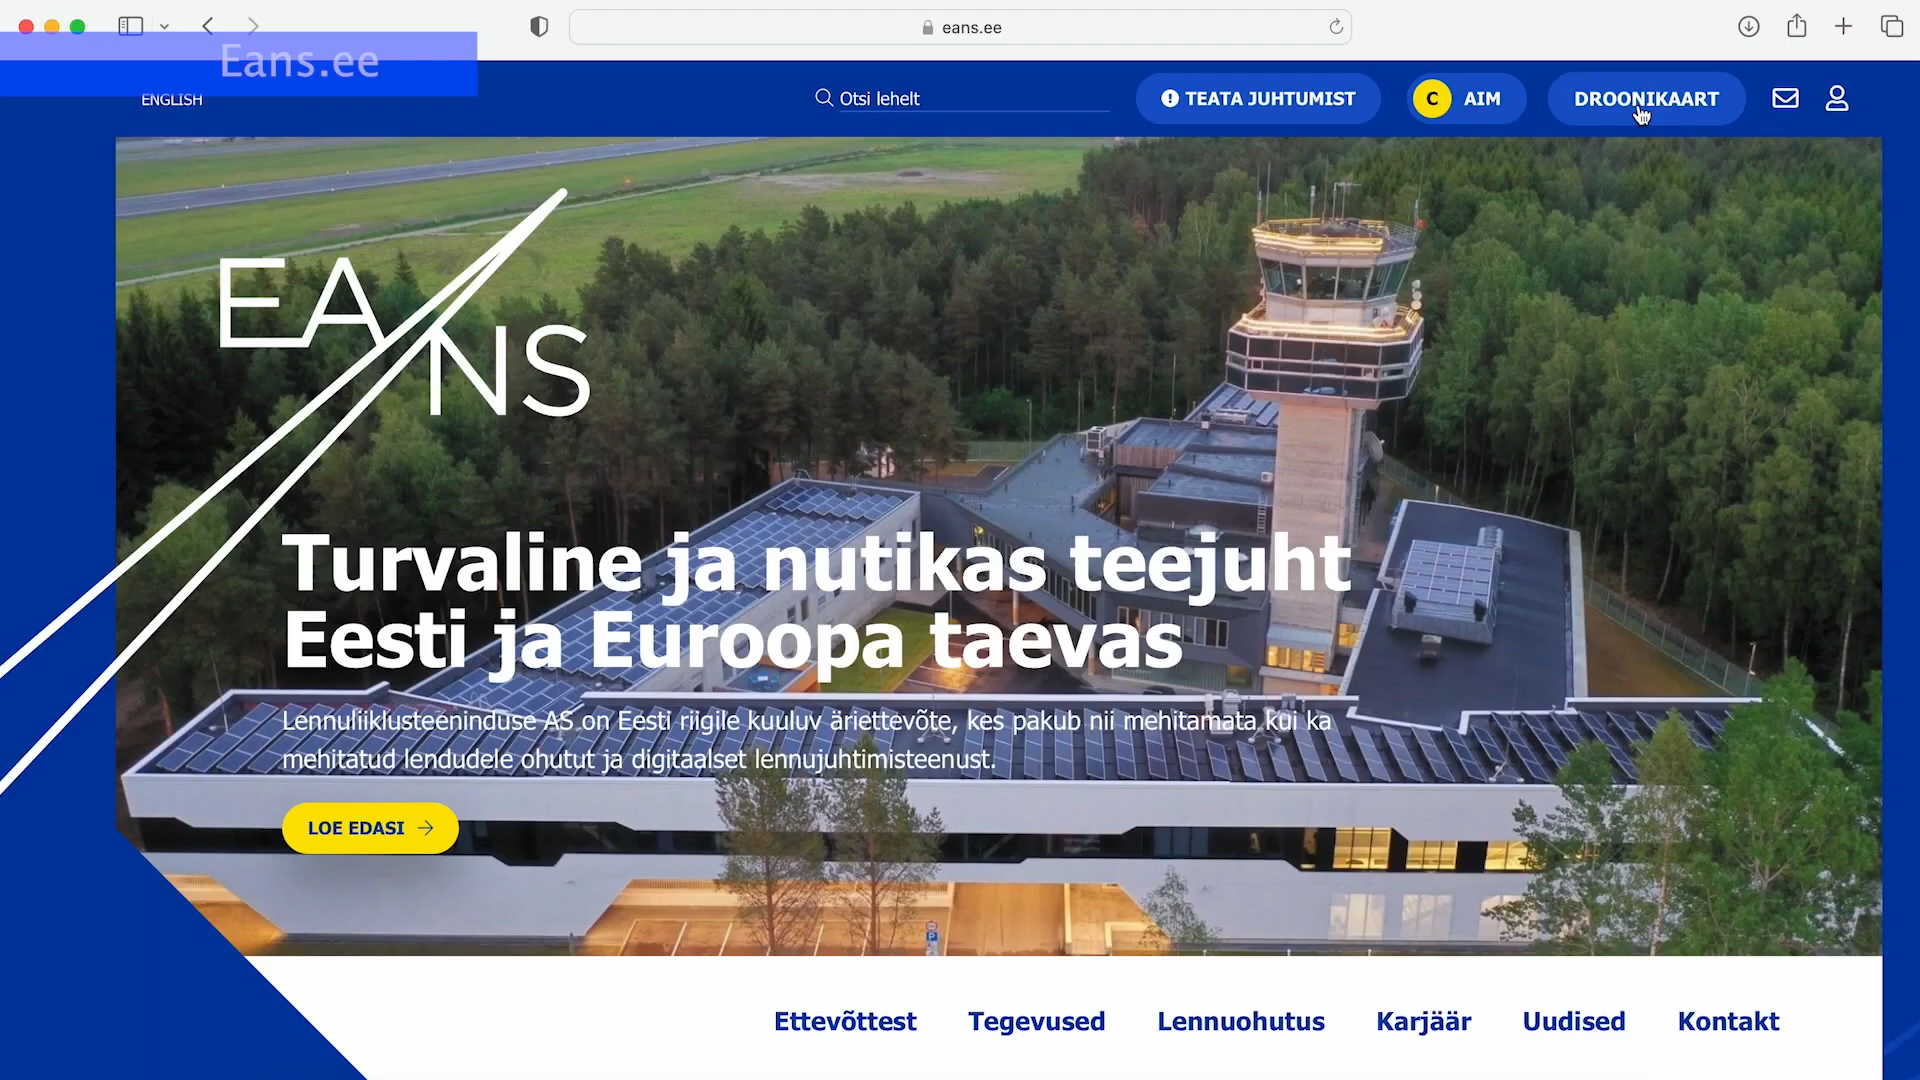 eans.ee
Eans.ee
ENGLISH
Otsi lehelt
TEATA JUHTUMIST
C AIM
DROONIKAART
EANS
Turvaline ja nutikas teejuht
Eesti ja Euroopa taevas
Lennuliiklusteeninduse AS on Eesti riigile kuuluv äriettevõte, kes pakub nii mehitamata kui ka
mehitatud lendudele ohutut ja digitaalset lennujuhtimisteenust.
LOE EDASI
Ettevõttest Tegevused Lennuohutus Karjäär Uudised Kontakt